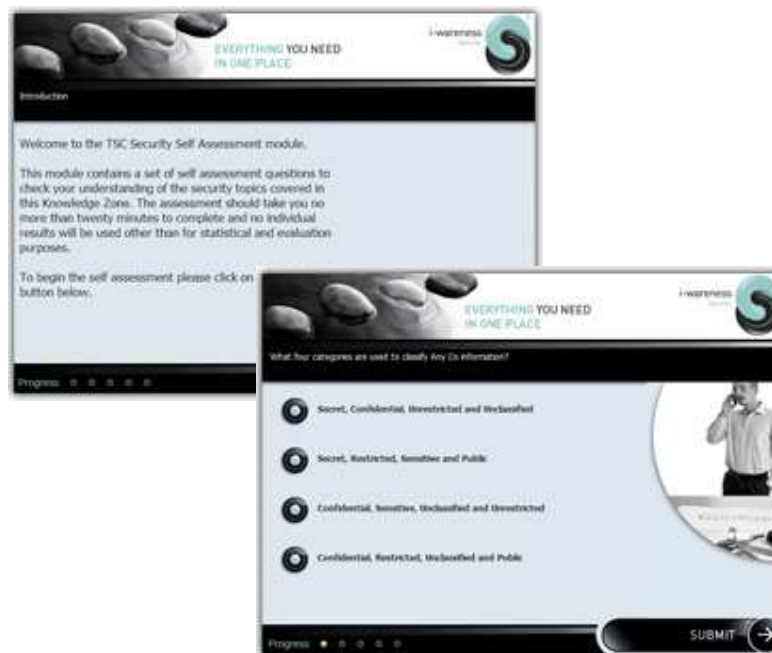 EVERYTHING YOU NEED
IN ONE PLACE
i-wareness
Introduction
Welcome to the TSC Security Self Assessment module.
This module contains a set of self assessment questions to
check your understanding of the security topics covered in
this Knowledge Zone. The assessment should take you no
more than twenty minutes to complete and no individual
results will be used other than for statistical and evaluation
purposes.
To begin the self assessment please click on
button below.
Progress
EVERYTHING YOU NEED
IN ONE PLACE
i-wareness
What four categories are used to classify Any Co information?
Secret, Confidential, Unrestricted and Unclassified
Secret, Restricted, Sensitive and Public
Confidential, Sensitive, Unclassified and Unrestricted
Confidential, Restricted, Unclassified and Public
Progress
SUBMIT